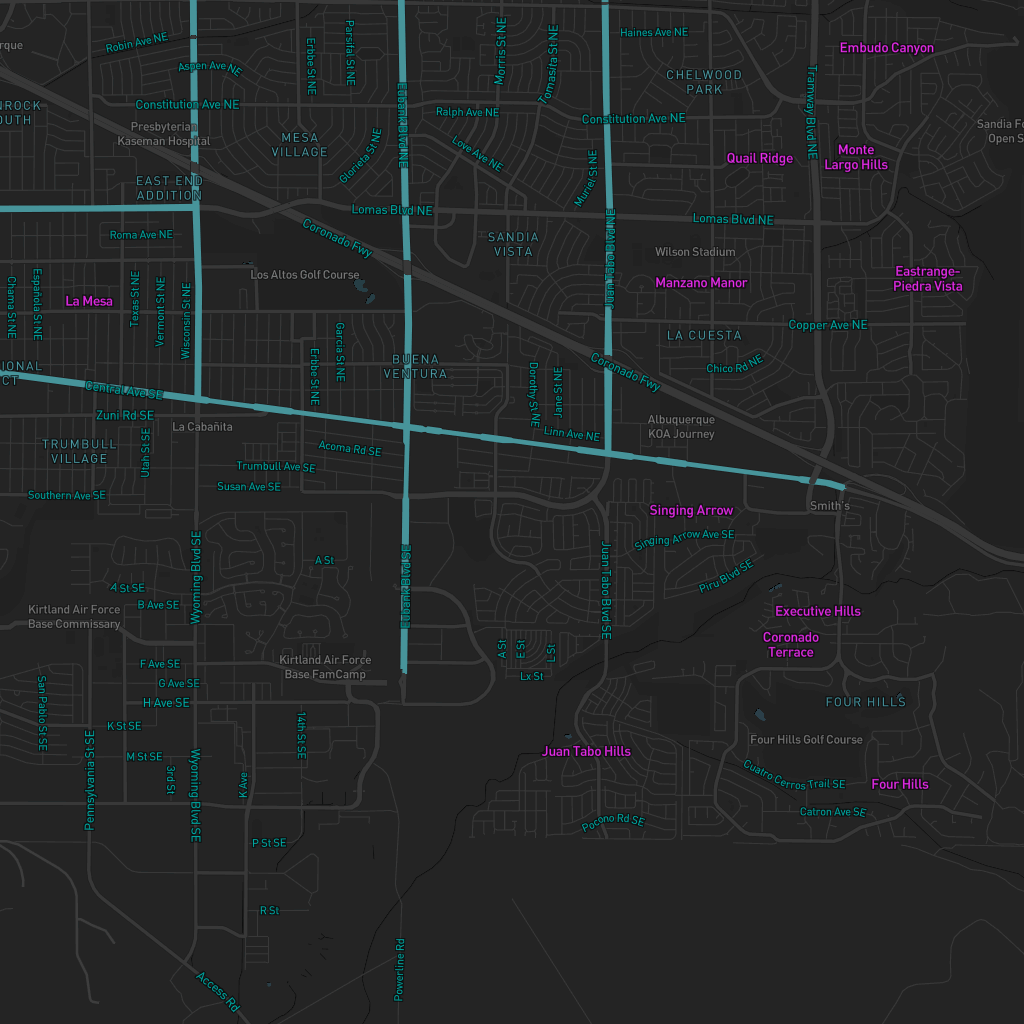 Haines Ave NE
Robin Ave NE
Erbbe St NE
Parsifal St NE
Morris St NE
Tomasita St NE
Embudo Canyon
Aspen Ave NE
CHELWOOD
PARK
Tramway Blvd NE
Constitution Ave NE
Eubank Blvd NE
Ralph Ave NE
Constitution Ave NE
Presbyterian
Kaseman Hospital
MESA
VILLAGE
Glorieta St NE
Love Ave NE
Muriel St NE
Quail Ridge
Monte
Largo Hills
EAST END
ADDITION
Lomas Blvd NE
Lomas Blvd NE
Roma Ave NE
Coronado Fwy
SANDIA
VISTA
Juan Tabo Blvd NE
Wilson Stadium
Los Altos Golf Course
Manzano Manor
Eastrange-
Piedra Vista
Chama St NE
Española St NE
La Mesa
Texas St NE
Vermont St NE
Wisconsin St NE
Garcia St NE
Erbbe St NE
LA CUESTA
Copper Ave NE
BUENA
VENTURA
Coronado Fwy
Chico Rd NE
Dorothy St NE
Jane St NE
Central Ave SE
Zuni Rd SE
La Cabañita
Albuquerque
KOA Journey
Linn Ave NE
TRUMBULL
VILLAGE
Utah St SE
Acoma Rd SE
Trumbull Ave SE
Susan Ave SE
Southern Ave SE
Smith's
Singing Arrow
Singing Arrow Ave SE
Wyoming Blvd SE
Eubank Blvd SE
Juan Tabo Blvd SE
A St
Piru Blvd SE
A St SE
B Ave SE
Kirtland Air Force
Base Commissary
Executive Hills
Coronado
Terrace
A St
E St
L St
Lx St
Kirtland Air Force
Base FamCamp
F Ave SE
G Ave SE
H Ave SE
San Pablo St SE
K St SE
14th St SE
FOUR HILLS
Four Hills Golf Course
Juan Tabo Hills
M St SE
3rd St
K Ave
Pennsylvania St SE
Wyoming Blvd SE
Cuatro Cerros Trail SE
Four Hills
Catron Ave SE
Pocono Rd SE
P St SE
R St
Powerline Rd
Access Rd